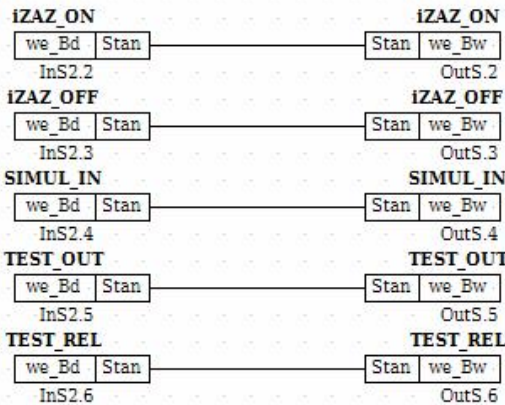 iZAZ_ON iZAZ_ON
we_Bd Stan Stan we_Bw
InS2.2 OutS.2
iZAZ_OFF iZAZ_OFF
we_Bd Stan Stan we_Bw
InS2.3 OutS.3
SIMUL_IN SIMUL_IN
we_Bd Stan Stan we_Bw
InS2.4 OutS.4
TEST_OUT TEST_OUT
we_Bd Stan Stan we_Bw
InS2.5 OutS.5
TEST_REL TEST_REL
we_Bd Stan Stan we_Bw
InS2.6 OutS.6